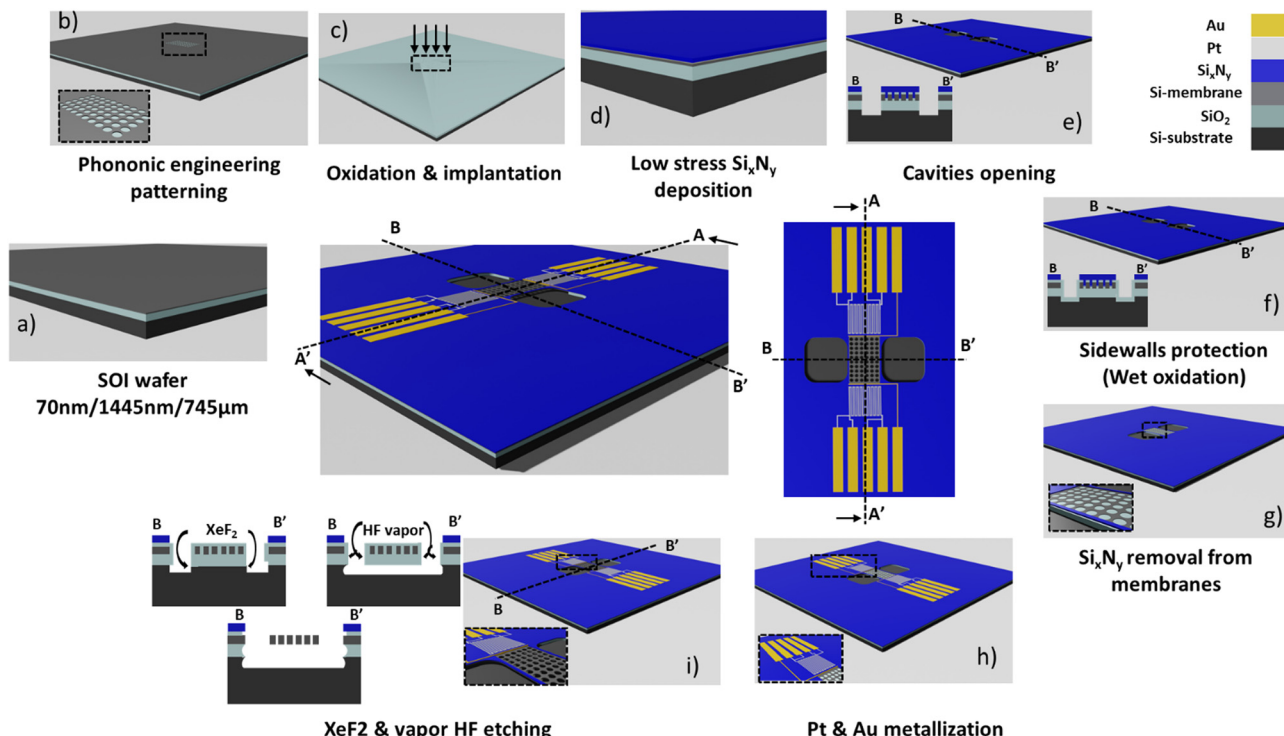 b)
Phononic engineering
patterning
c)
Oxidation & implantation
d)
Low stress SixNy
deposition
B
B'
B
B'
e)
Cavities opening
Au
Pt
SixNy
Si-membrane
SiO2
Si-substrate
a)
SOI wafer
70nm/1445nm/745µm
B
A
A'
B'
A
B
B'
A'
B
B'
B
B'
f)
Sidewalls protection
(Wet oxidation)
g)
SixNy removal from
membranes
B
XeF2
B'
B
HF vapor
B'
B
B'
B'
B
i)
XeF2 & vapor HF etching
h)
Pt & Au metallization